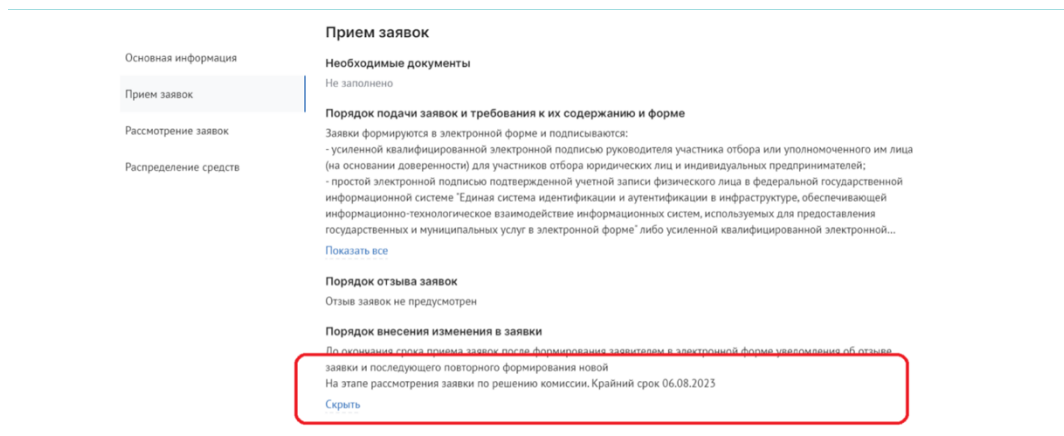 Прием заявок
Основная информация
Необходимые документы
Не заполнено
Прием заявок
Порядок подачи заявок и требования к их содержанию и форме
Рассмотрение заявок
Заявки формируются в электронной форме и подписываются:
- усиленной квалифицированной электронной подписью руководителя участника отбора или уполномоченного им лица
Распределение средств
(на основании доверенности) для участников отбора юридических лиц и индивидуальных предпринимателей;
- простой электронной подписью подтвержденной учетной записи физического лица в федеральной государственной
информационной системе "Единая система идентификации и аутентификации в инфраструктуре, обеспечивающей
информационно-технологическое взаимодействие информационных систем, используемых для предоставления
государственных и муниципальных услуг в электронной форме" либо усиленной квалифицированной электронной...
Показать все
Порядок отзыва заявок
Отзыв заявок не предусмотрен
Порядок внесения изменения в заявки
До окончания срока приема заявок после формирования заявителем в электронной форме уведомления об отзыве
заявки и последующего повторного формирования новой
На этапе рассмотрения заявки по решению комиссии. Крайний срок 06.08.2023
Скрыть